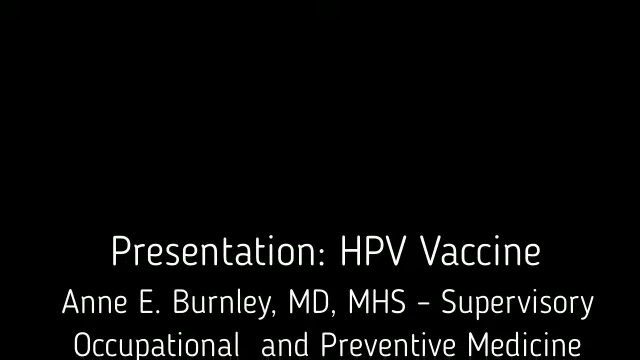 Presentation: HPV Vaccine
Anne E. Burnley, MD, MHS – Supervisory
Occupational and Preventive Medicine